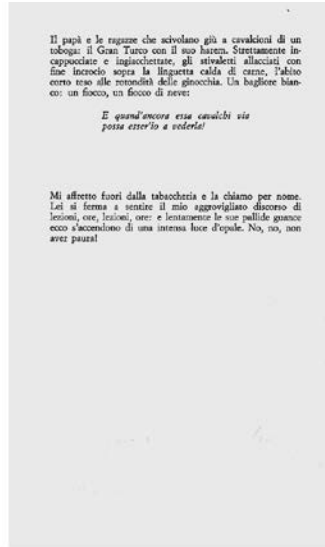 Il papà e le ragazze che scivolano giù a cavalcioni di un
toboga: il Gran Turco con il suo harem. Strettamente in-
cappucciate e ingiacchettate, gli stivaletti allacciati con
fine incrocio sopra la linguetta calda di carne, l'abito
corto teso alle rotondità delle ginocchia. Un bagliore bian-
co: un fiocco, un fiocco di neve:
E quand'ancora essa cavalchi via
possa esser'io a vederla!
Mi affretto fuori dalla tabaccheria e la chiamo per nome.
Lei si ferma a sentire il mio aggrovigliato discorso di
lezioni, ore, lezioni, ore: e lentamente le sue pallide guance
ecco s'accendono di una intensa luce d'opale. No, no, non
aver paura!